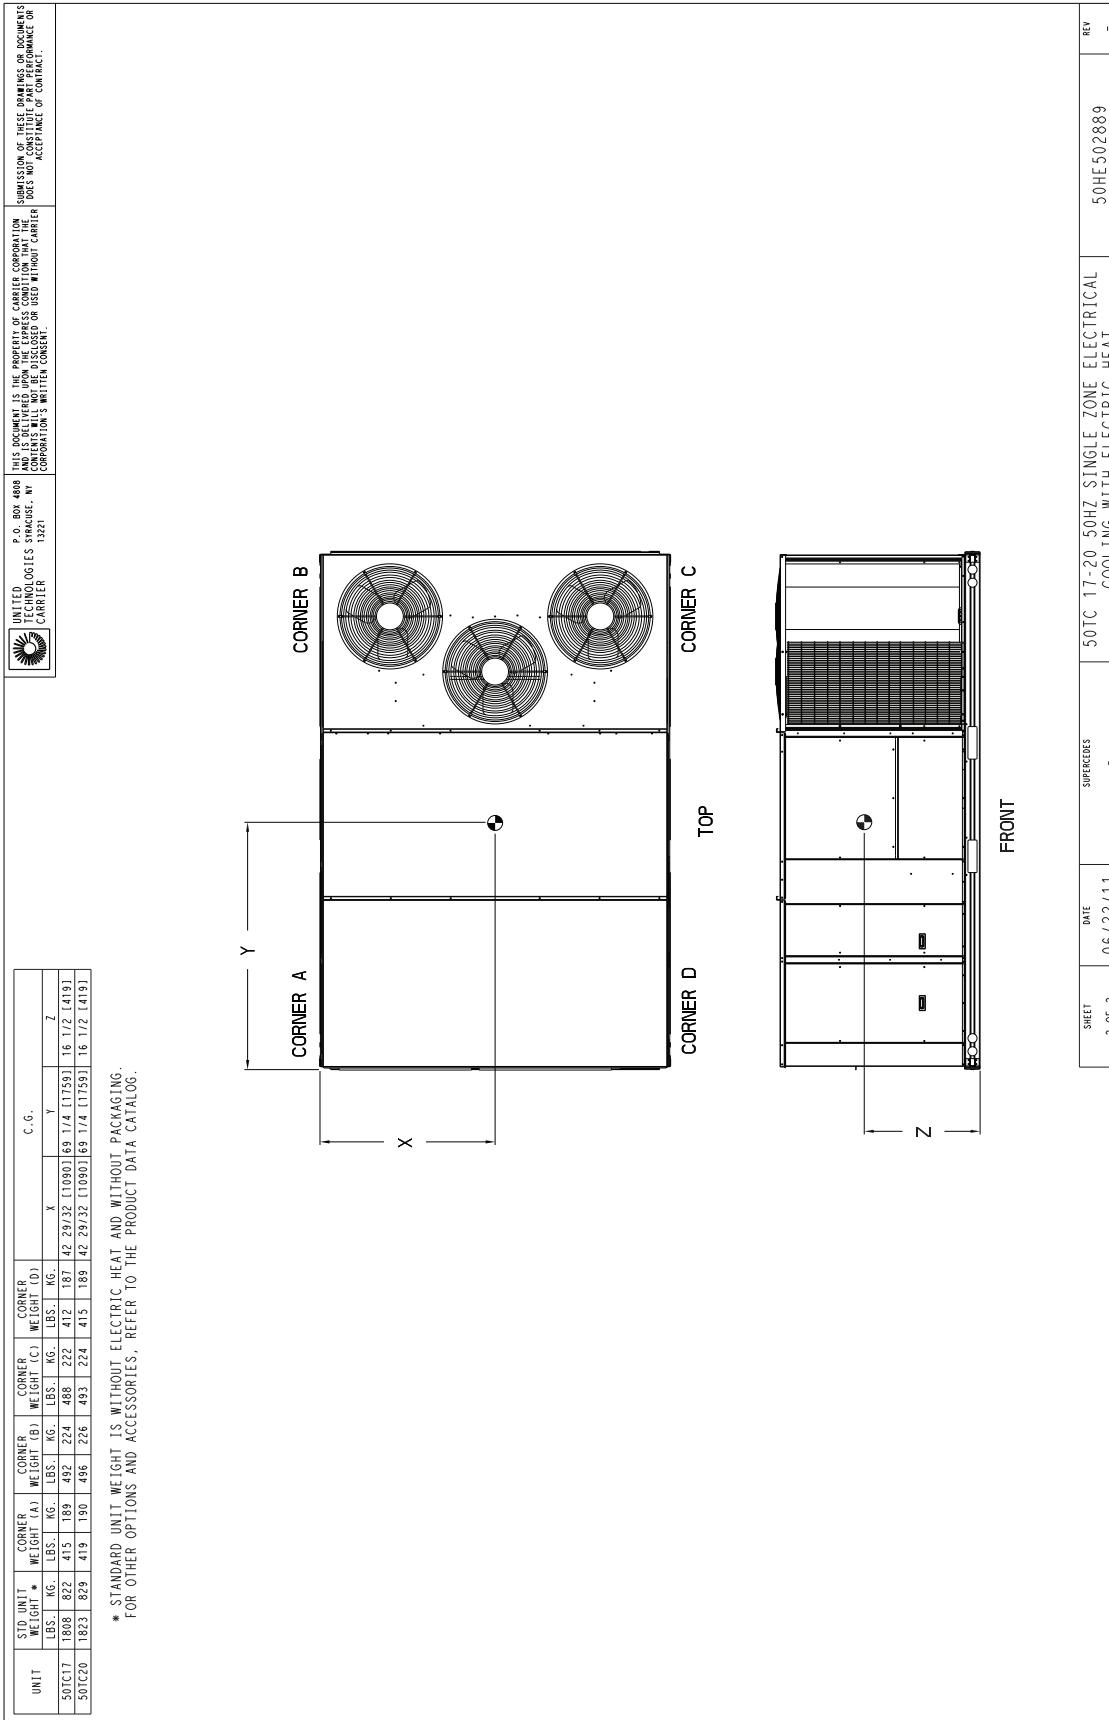 UNITED
TECHNOLOGIES
CARRIER
P.O. BOX 4808
SYRACUSE, NY
13221
THIS DOCUMENT IS THE PROPERTY OF CARRIER CORPORATION
AND IS DELIVERED UPON THE EXPRESS CONDITION THAT THE
CONTENTS WILL NOT BE DISCLOSED OR USED WITHOUT CARRIER
CORPORATION'S WRITTEN CONSENT.
SUBMISSION OF THESE DRAWINGS OR DOCUMENTS
DOES NOT CONSTITUTE PART PERFORMANCE OR
ACCEPTANCE OF CONTRACT.
UNIT STD UNIT WEIGHT * CORNER WEIGHT (A) CORNER WEIGHT (B) CORNER WEIGHT (C) CORNER WEIGHT (D) C.G.
LBS. KG. LBS. KG. LBS. KG. LBS. KG. LBS. KG. X Y Z
50TC17 1808 822 415 189 492 224 488 222 412 187 42 29/32 [1090] 69 1/4 [1759] 16 1/2 [419]
50TC20 1823 829 419 190 496 226 493 224 415 189 42 29/32 [1090] 69 1/4 [1759] 16 1/2 [419]
* STANDARD UNIT WEIGHT IS WITHOUT ELECTRIC HEAT AND WITHOUT PACKAGING.
FOR OTHER OPTIONS AND ACCESSORIES, REFER TO THE PRODUCT DATA CATALOG.
Y
CORNER A
CORNER B
X
CORNER D
CORNER C
TOP
Z
FRONT
SHEET
DATE
06/22/11
SUPERCEDES
-
50TC 17-20 50HZ SINGLE ZONE ELECTRICAL
COOLING WITH ELECTRIC HEAT
50HE502889
REV